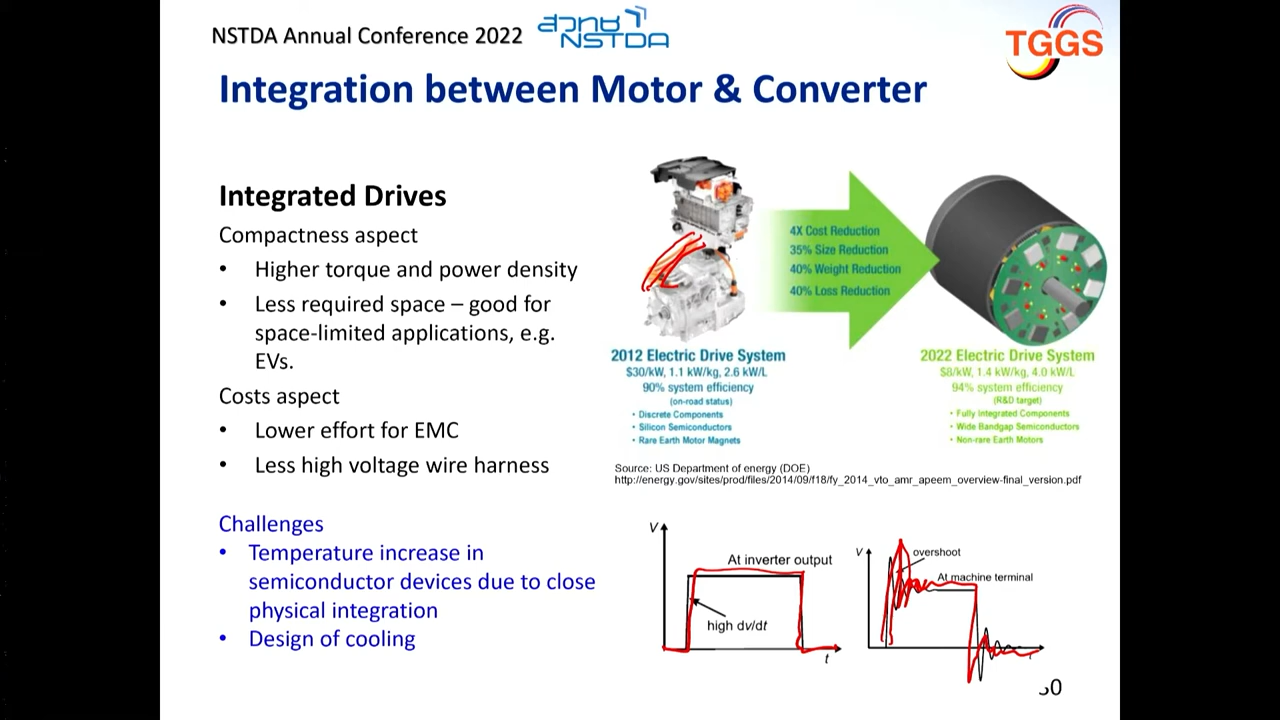 NSTDA Annual Conference 2022
สวทช
NSTDA
TGGS
Integration between Motor & Converter
Integrated Drives
Compactness aspect
• Higher torque and power density
• Less required space – good for
space-limited applications, e.g.
EVs.
Costs aspect
• Lower effort for EMC
• Less high voltage wire harness
Challenges
• Temperature increase in
semiconductor devices due to close
physical integration
• Design of cooling
4X Cost Reduction
35% Size Reduction
40% Weight Reduction
40% Loss Reduction
2012 Electric Drive System
$30/kW, 1.1 kW/kg, 2.6 kW/L
90% system efficiency
(on-road status)
• Discrete Components
• Silicon Semiconductors
• Rare Earth Motor Magnets
2022 Electric Drive System
$8/kW, 1.4 kW/kg, 4.0 kW/L
94% system efficiency
(R&D target)
• Fully Integrated Components
• Wide Bandgap Semiconductors
• Non-rare Earth Motors
Source: US Department of energy (DOE)
http://energy.gov/sites/prod/files/2014/09/f18/fy_2014_vto_amr_apeem_overview-final_version.pdf
V
At inverter output
high dv/dt
t
V
overshoot
At machine terminal